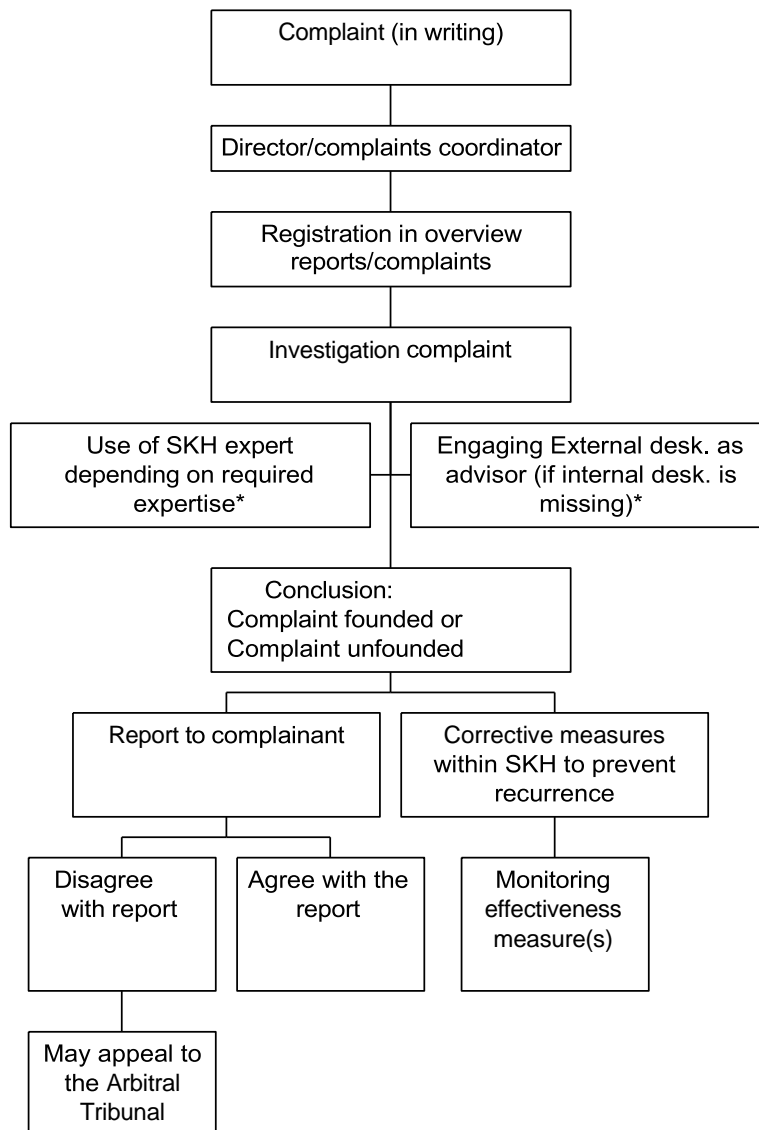 Complaint (in writing)
Director/complaints coordinator
Registration in overview
reports/complaints
Investigation complaint
Use of SKH expert
depending on required
expertise*
Engaging External desk. as
advisor (if internal desk. is
missing)*
Conclusion:
Complaint founded or
Complaint unfounded
Report to complainant
Corrective measures
within SKH to prevent
recurrence
Disagree
with report
Agree with the
report
Monitoring
effectiveness
measure(s)
May appeal to
the Arbitral
Tribunal